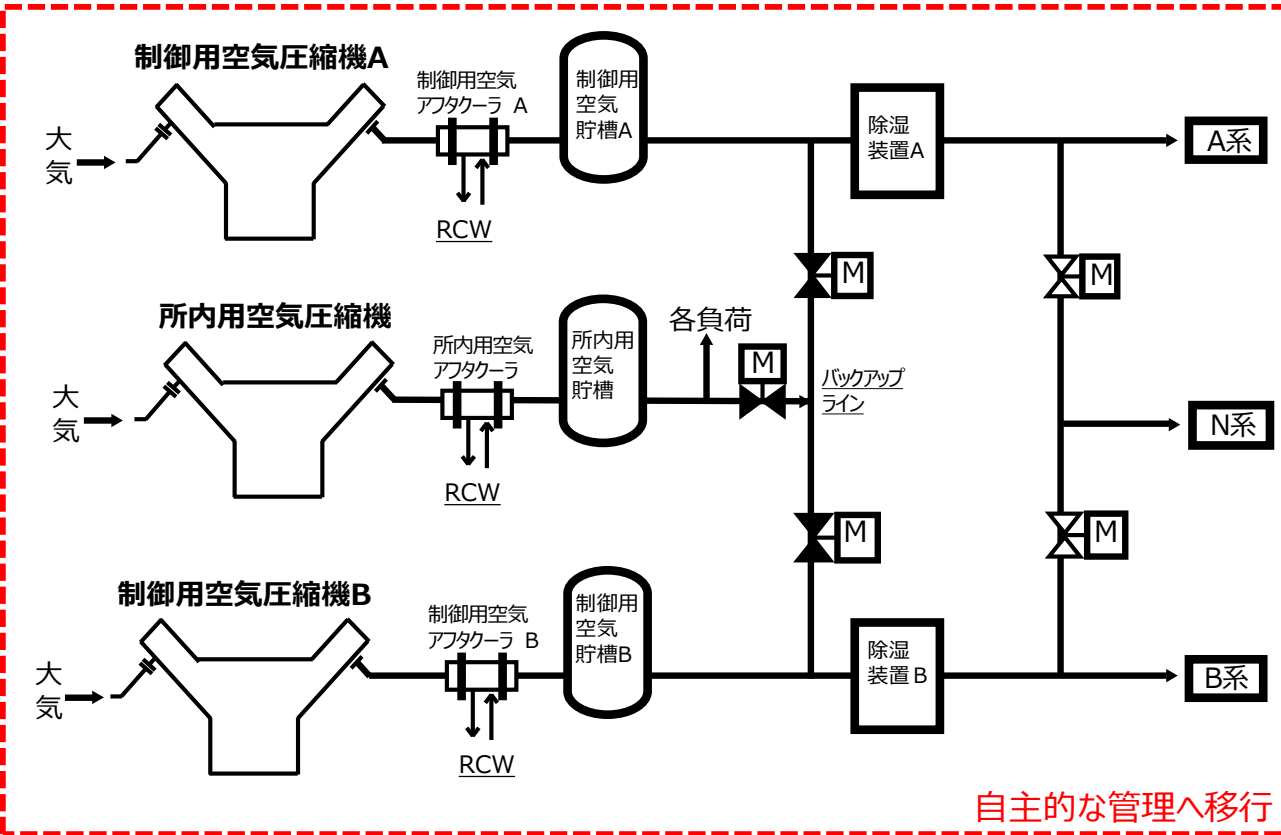 制御用空気圧縮機A
大
気
制御用空気
アフタクーラ A
RCW
制御用
空気
貯槽A
除湿
装置A
A系
M
M
所内用空気圧縮機
大
気
所内用空気
アフタクーラ
RCW
所内用
空気
貯槽
各負荷
M
バックアップ
ライン
N系
M
M
制御用空気圧縮機B
大
気
制御用空気
アフタクーラ B
RCW
制御用
空気
貯槽B
除湿
装置B
B系
自主的な管理へ移行